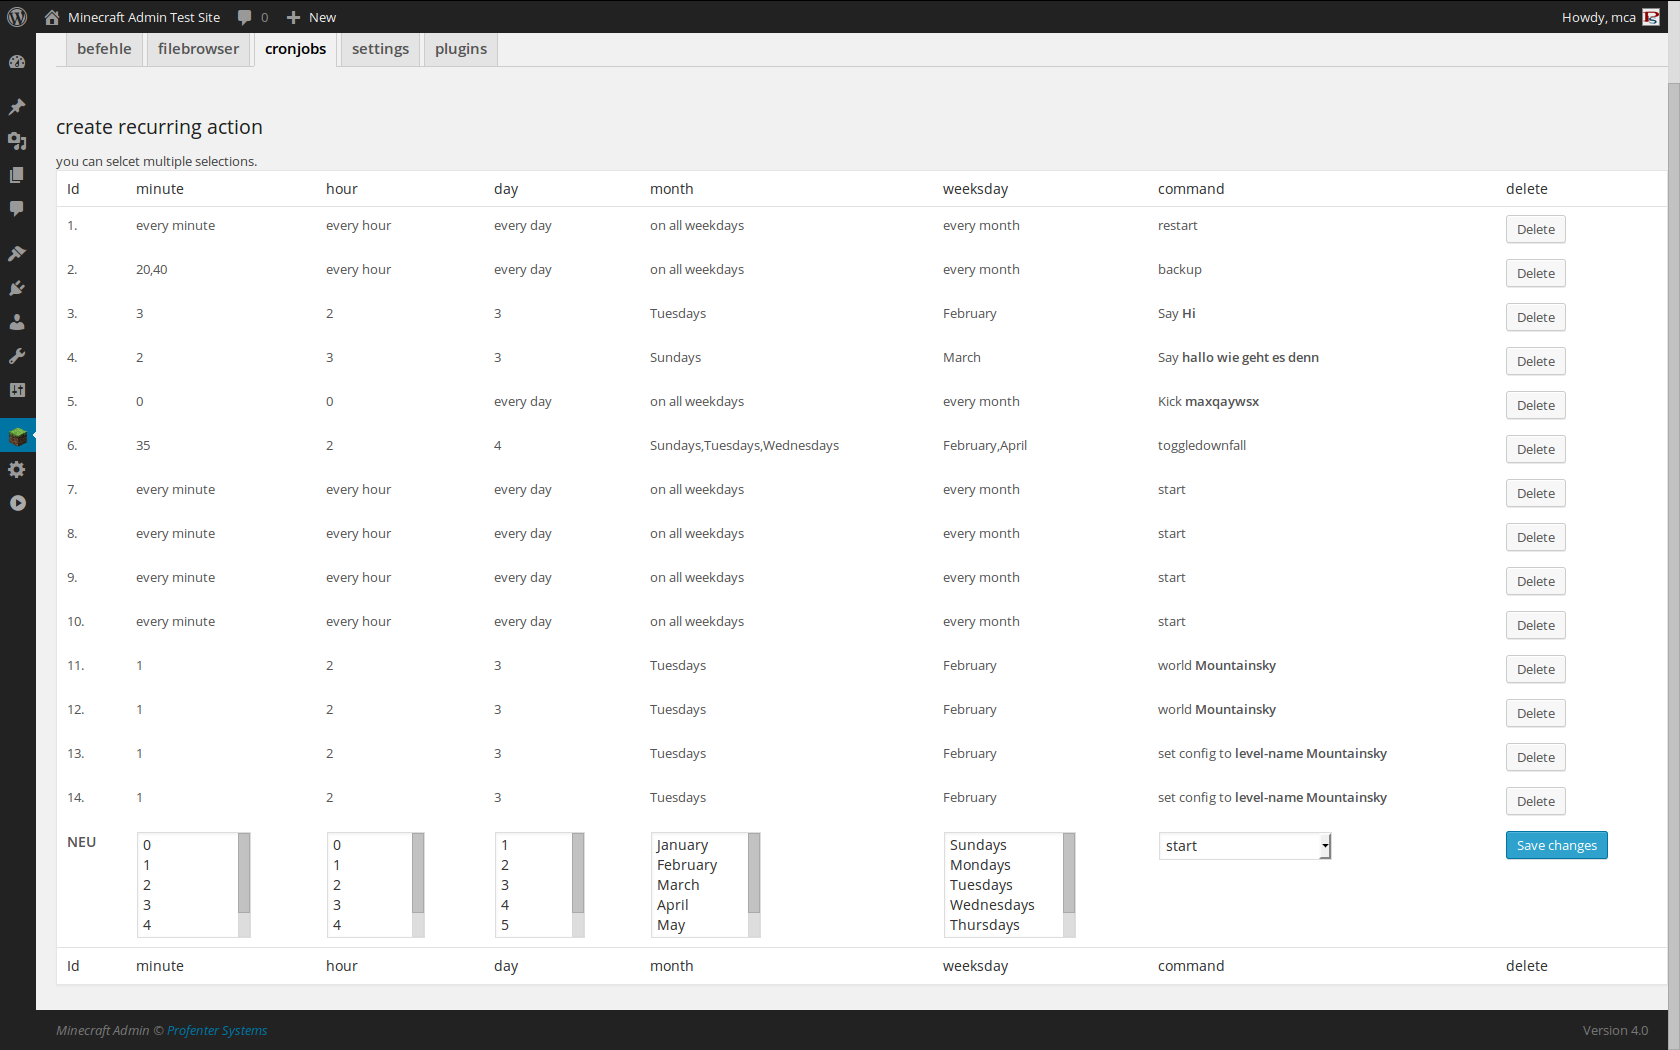 Minecraft Admin Test Site 0 New Howdy, mca
befehle filebrowser cronjobs settings plugins
create recurring action
you can selcet multiple selections.
Id minute hour day month weeksday command delete
1. every minute every hour every day on all weekdays every month restart Delete
2. 20,40 every hour every day on all weekdays every month backup Delete
3. 3 2 3 Tuesdays February Say Hi Delete
4. 2 3 3 Sundays March Say hallo wie geht es denn Delete
5. 0 0 every day on all weekdays every month Kick maxqaywsx Delete
6. 35 2 4 Sundays,Tuesdays,Wednesdays February,April toggledownfall Delete
7. every minute every hour every day on all weekdays every month start Delete
8. every minute every hour every day on all weekdays every month start Delete
9. every minute every hour every day on all weekdays every month start Delete
10. every minute every hour every day on all weekdays every month start Delete
11. 1 2 3 Tuesdays February world Mountainsky Delete
12. 1 2 3 Tuesdays February world Mountainsky Delete
13. 1 2 3 Tuesdays February set config to level-name Mountainsky Delete
14. 1 2 3 Tuesdays February set config to level-name Mountainsky Delete
NEU 0 0 1 January Sundays start Save changes
1 1 2 February Mondays
2 2 3 March Tuesdays
3 3 4 April Wednesdays
4 4 5 May Thursdays
Id minute hour day month weeksday command delete
Minecraft Admin © Profenter Systems Version 4.0